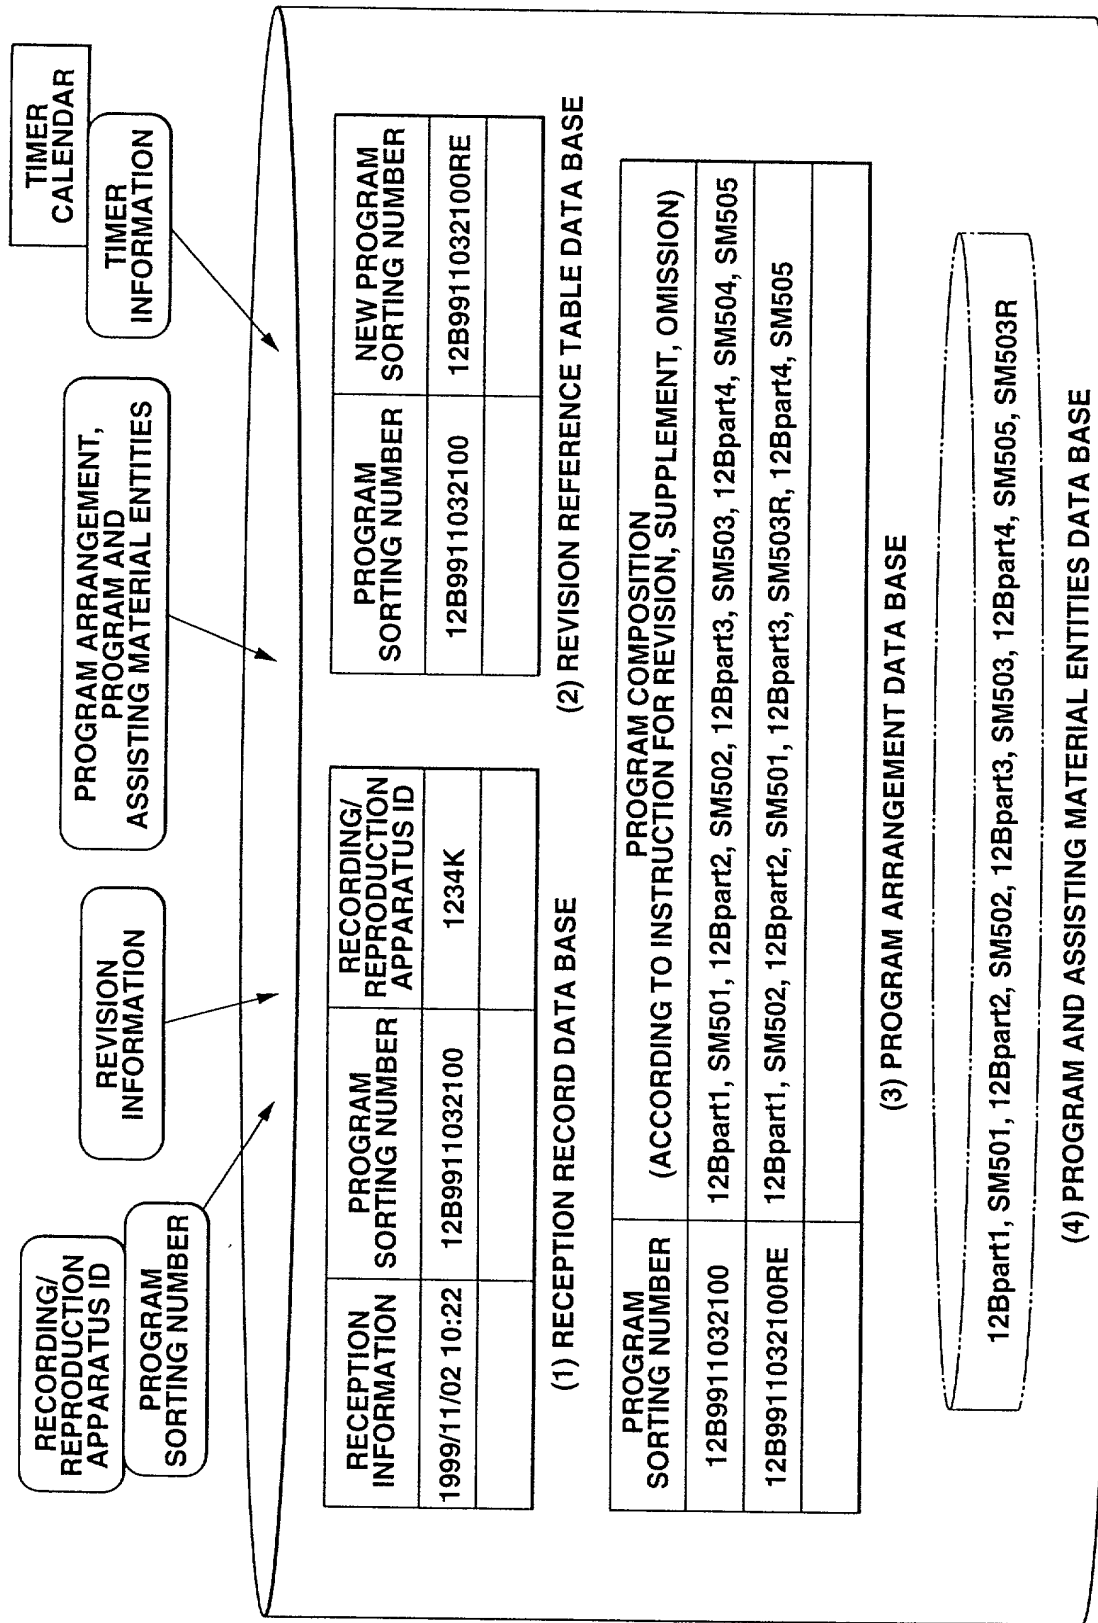 RECORDING/
REPRODUCTION
APPARATUS ID
PROGRAM
SORTING NUMBER
REVISION
INFORMATION
PROGRAM ARRANGEMENT,
PROGRAM AND
ASSISTING MATERIAL ENTITIES
TIMER
CALENDAR
TIMER
INFORMATION
RECEPTION
INFORMATION
PROGRAM
SORTING NUMBER
RECORDING/
REPRODUCTION
APPARATUS ID
1999/11/02 10:22
12B9911032100
1234K
(1) RECEPTION RECORD DATA BASE
PROGRAM
SORTING NUMBER
NEW PROGRAM
SORTING NUMBER
12B9911032100
12B9911032100RE
(2) REVISION REFERENCE TABLE DATA BASE
PROGRAM
SORTING NUMBER
PROGRAM COMPOSITION
(ACCORDING TO INSTRUCTION FOR REVISION, SUPPLEMENT, OMISSION)
12B9911032100
12Bpart1, SM501, 12Bpart2, SM502, 12Bpart3, SM503, 12Bpart4, SM504, SM505
12B9911032100RE
12Bpart1, SM502, 12Bpart2, SM501, 12Bpart3, SM503R, 12Bpart4, SM505
(3) PROGRAM ARRANGEMENT DATA BASE
12Bpart1, SM501, 12Bpart2, SM502, 12Bpart3, SM503, 12Bpart4, SM505, SM503R
(4) PROGRAM AND ASSISTING MATERIAL ENTITIES DATA BASE